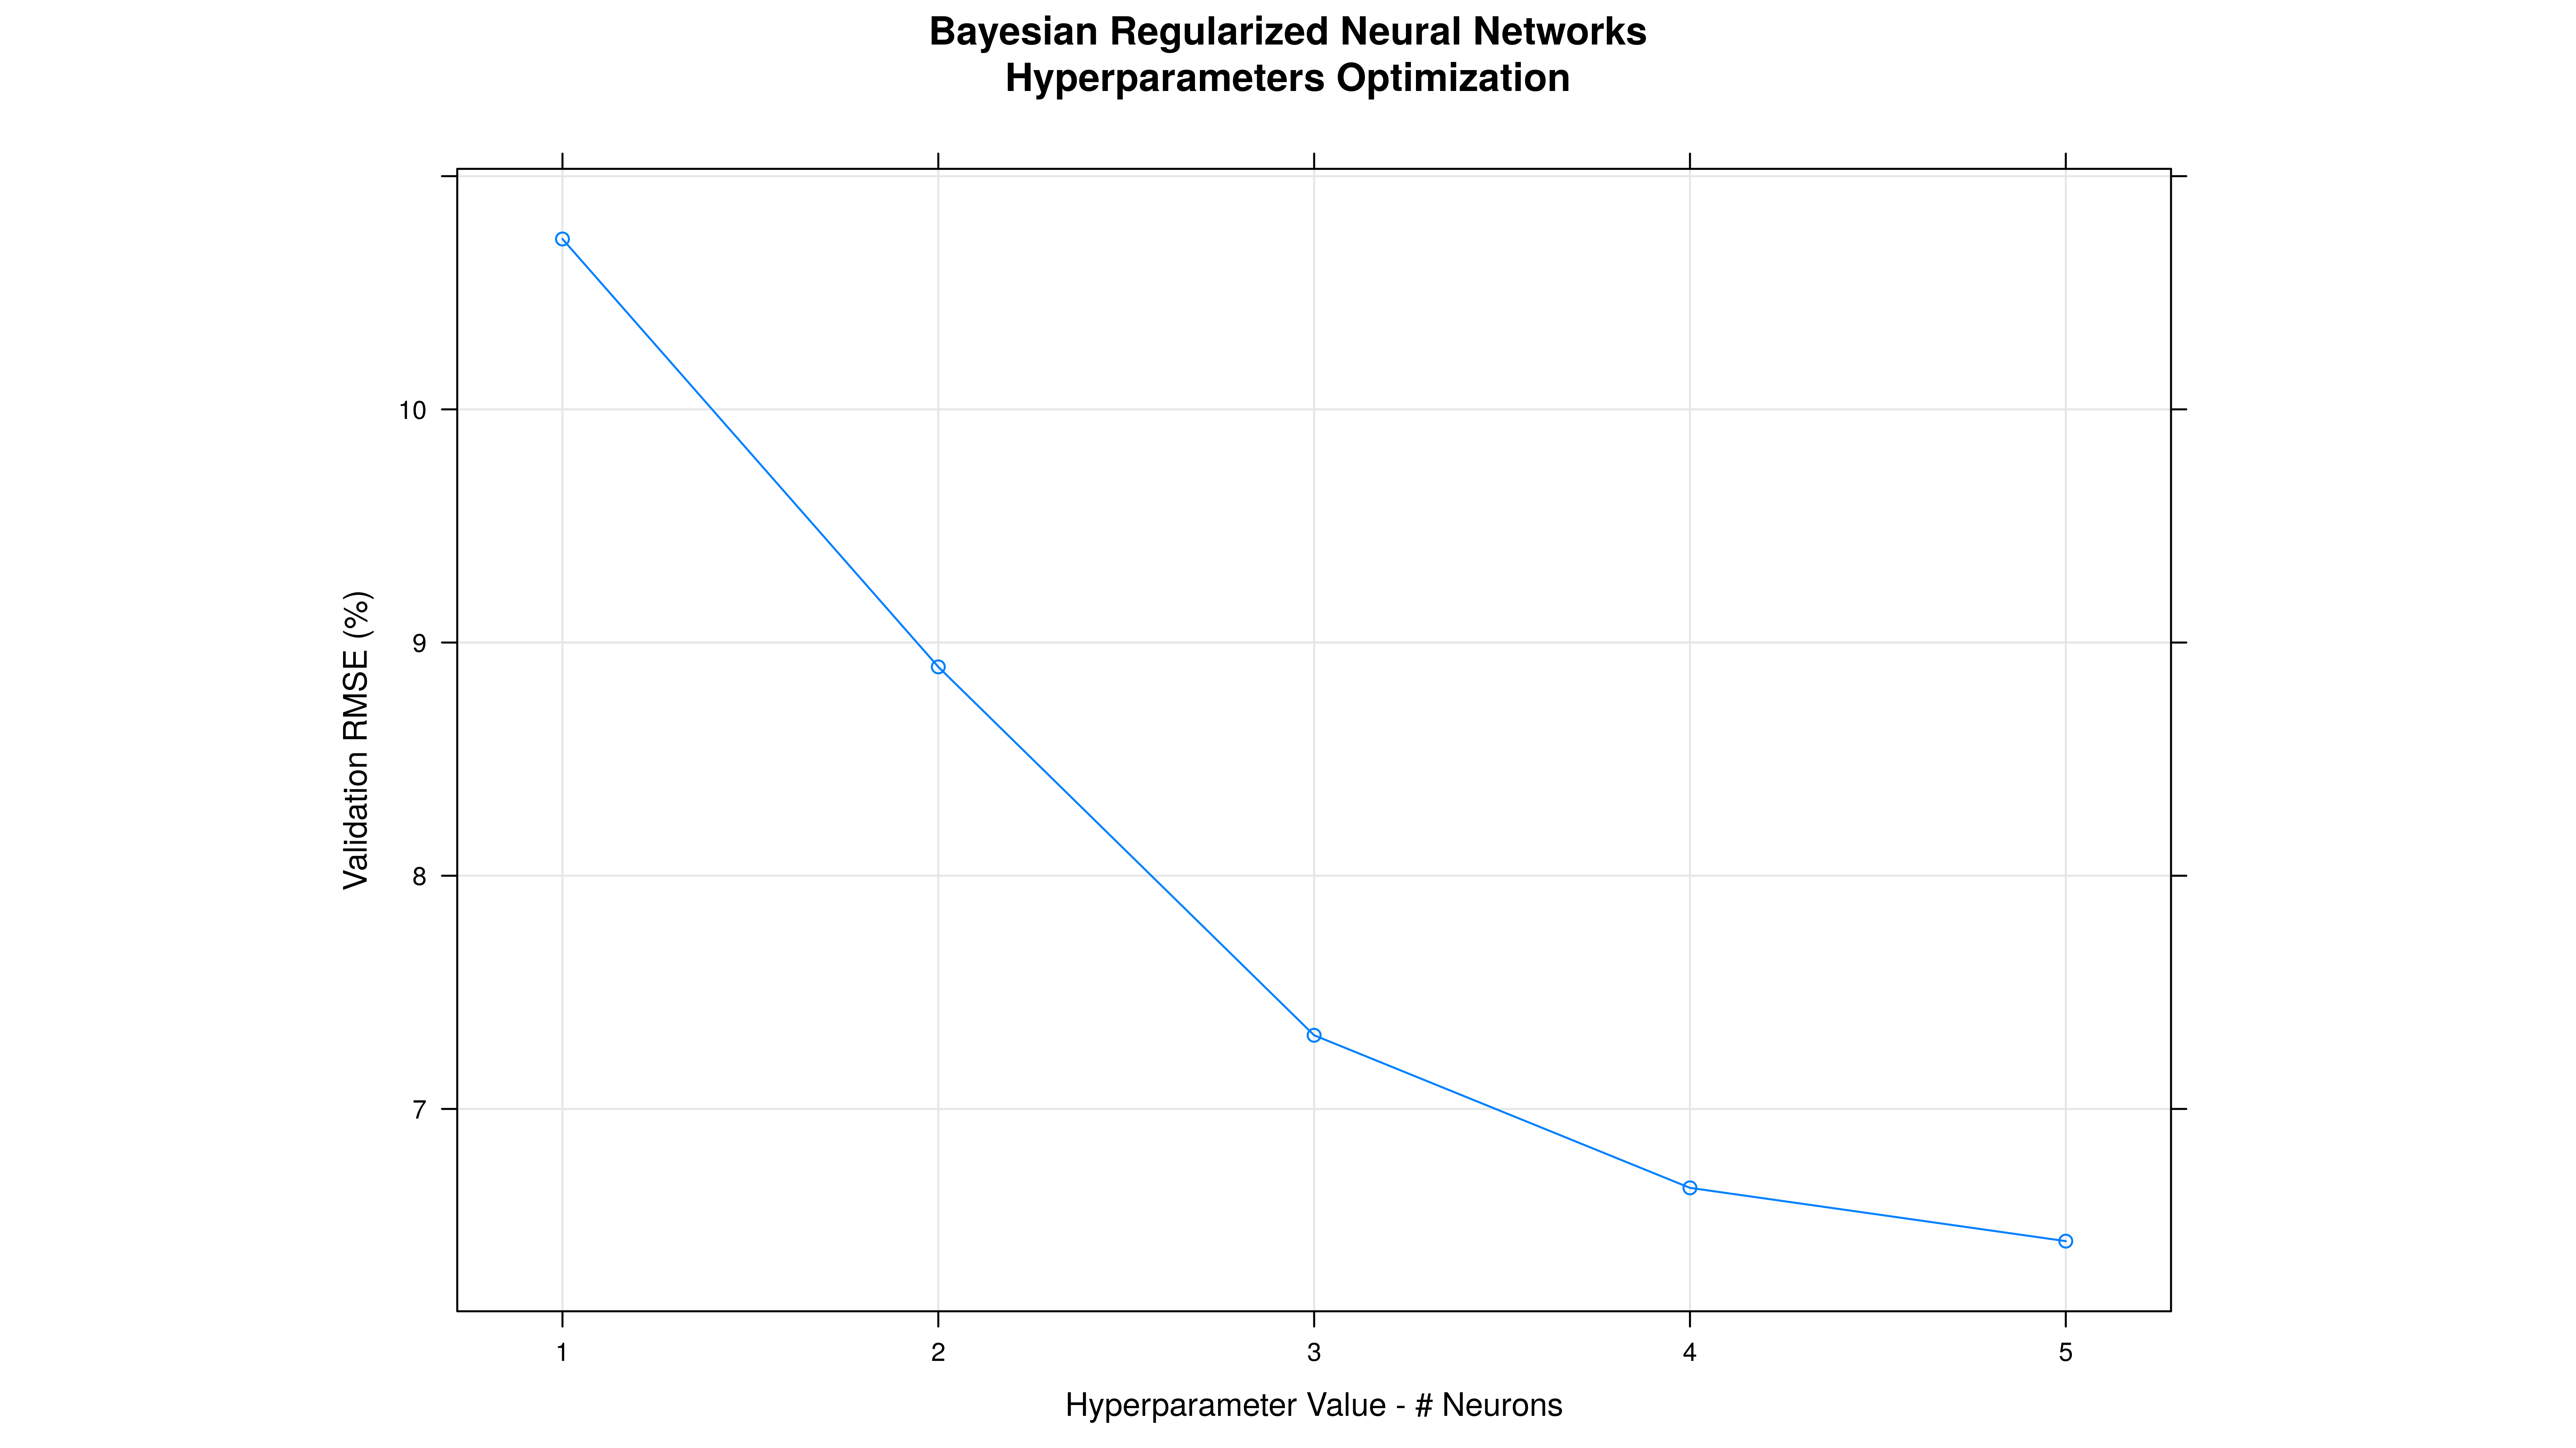 Bayesian Regularized Neural Networks
Hyperparameters Optimization
Validation RMSE (%)
10
9
8
7
1 2 3 4 5
Hyperparameter Value - # Neurons